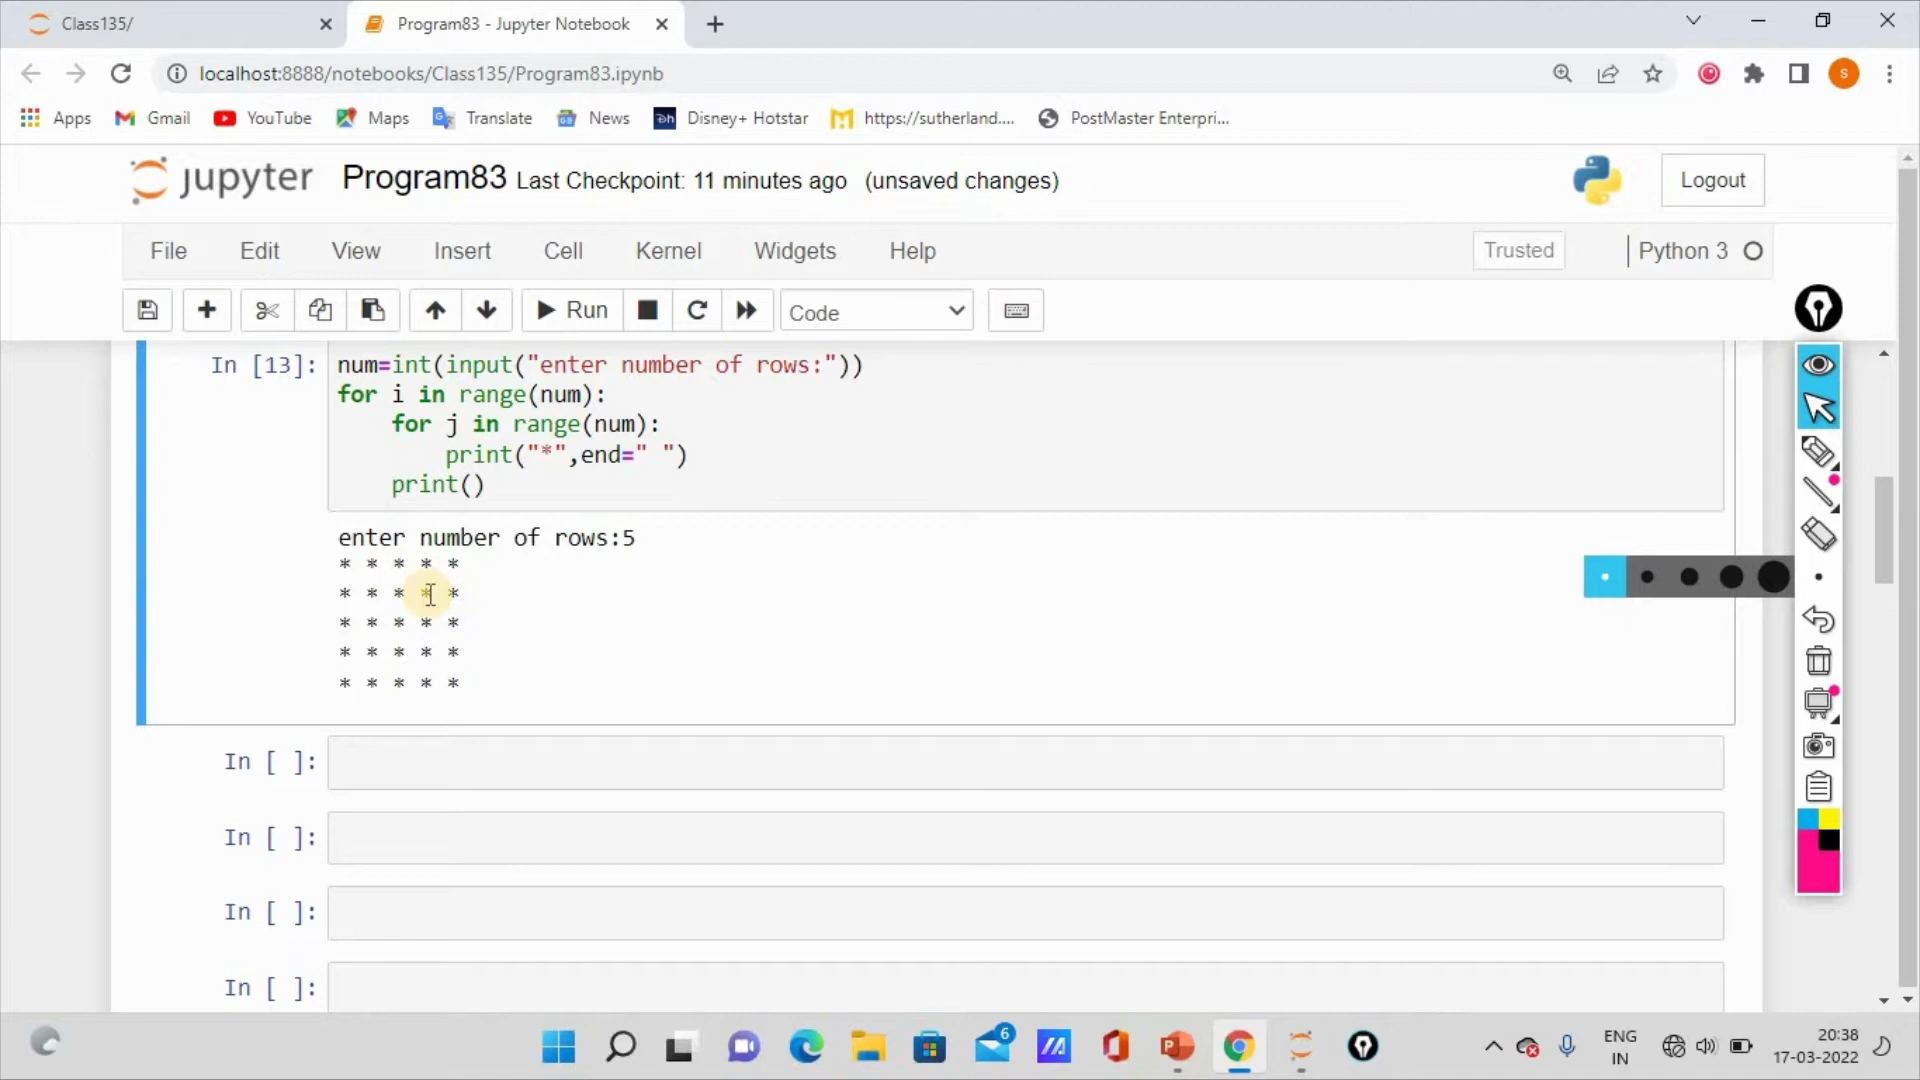 Class135/
Program83 - Jupyter Notebook
localhost:8888/notebooks/Class135/Program83.ipynb
S
Apps
Gmail
YouTube
Maps
Translate
News
Disney+ Hotstar
https://sutherland....
PostMaster Enterpri...
jupyter Program83 Last Checkpoint: 11 minutes ago (unsaved changes)
Logout
File Edit View Insert Cell Kernel Widgets Help
Trusted
Python 3
Run
Code
In [13]: num=int(input("enter number of rows:"))
for i in range(num):
    for j in range(num):
        print("*",end=" ")
    print()
enter number of rows:5
* * * * *
* * * * *
* * * * *
* * * * *
* * * * *
In [ ]:
In [ ]:
In [ ]:
In [ ]:
6
ENG
IN
20:38
17-03-2022